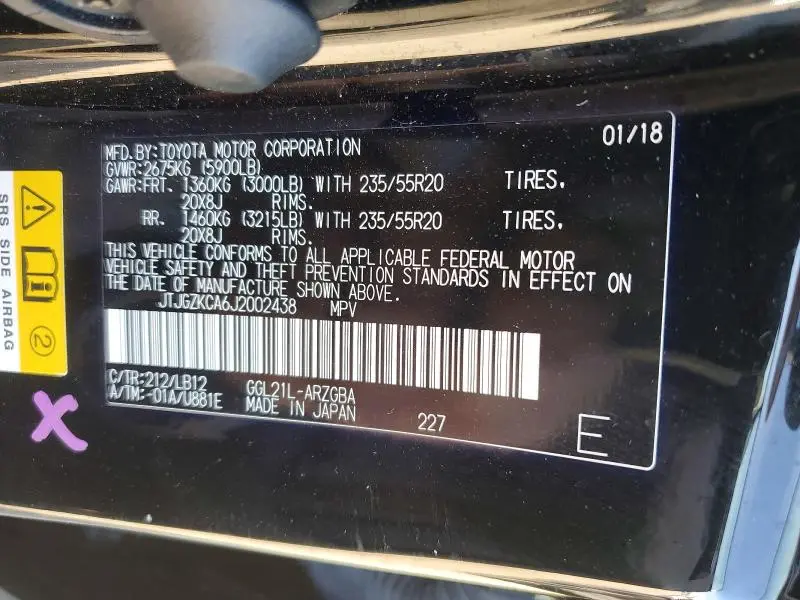 01/18
MFD.BY:TOYOTA MOTOR CORPORATION
GVWR:2675KG (5900LB)
GAWR:FRT. 1360KG (3000LB) WITH 235/55R20 TIRES.
20X8J RIMS.
RR. 1460KG (3215LB) WITH 235/55R20 TIRES.
20X8J RIMS.
THIS VEHICLE CONFORMS TO ALL APPLICABLE FEDERAL MOTOR
VEHICLE SAFETY AND THEFT PREVENTION STANDARDS IN EFFECT ON
THE DATE OF MANUFACTURE SHOWN ABOVE.
JTJGZKCA6J2002438 MPV
C/TR:212/LB12 GGL21L-ARZGBA
A/TM:-01A/U881E MADE IN JAPAN 227
E
SRS SIDE AIRBAG
2
X